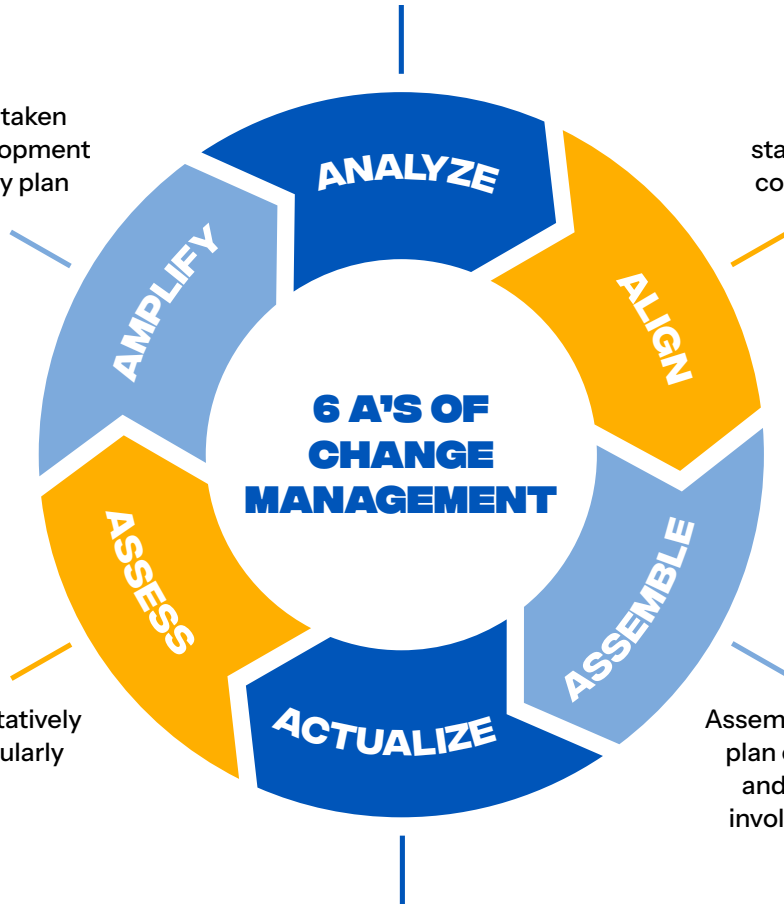 taken
opment
y plan
sta
co
ANALYZE
ALIGN
AMPLIFY
6 A'S OF
CHANGE
MANAGEMENT
ASSEMBLE
ASSESS
ACTUALIZE
tatively
ularly
Assem
plan
and
invol